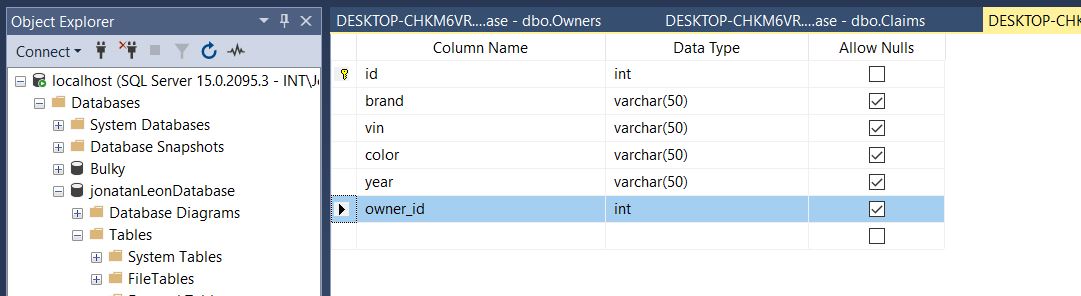 Object Explorer
Connect
localhost (SQL Server 15.0.2095.3 - INT\J
Databases
System Databases
Database Snapshots
Bulky
jonatanLeonDatabase
Database Diagrams
Tables
System Tables
FileTables
DESKTOP-CHKM6VR....ase - dbo.Owners
DESKTOP-CHKM6VR....ase - dbo.Claims
DESKTOP-CHK
Column Name Data Type Allow Nulls
id int
brand varchar(50)
vin varchar(50)
color varchar(50)
year varchar(50)
owner_id int